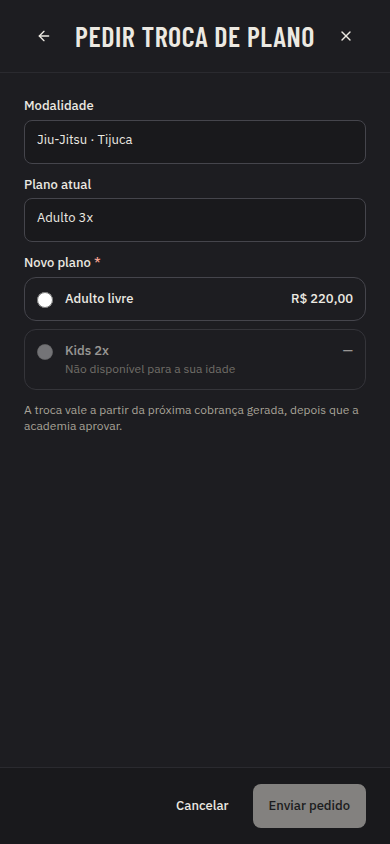 PEDIR TROCA DE PLANO
Modalidade
Jiu-Jitsu · Tijuca
Plano atual
Adulto 3x
Novo plano *
Adulto livre R$ 220,00
Kids 2x —
Não disponível para a sua idade
A troca vale a partir da próxima cobrança gerada, depois que a
academia aprovar.
Cancelar Enviar pedido